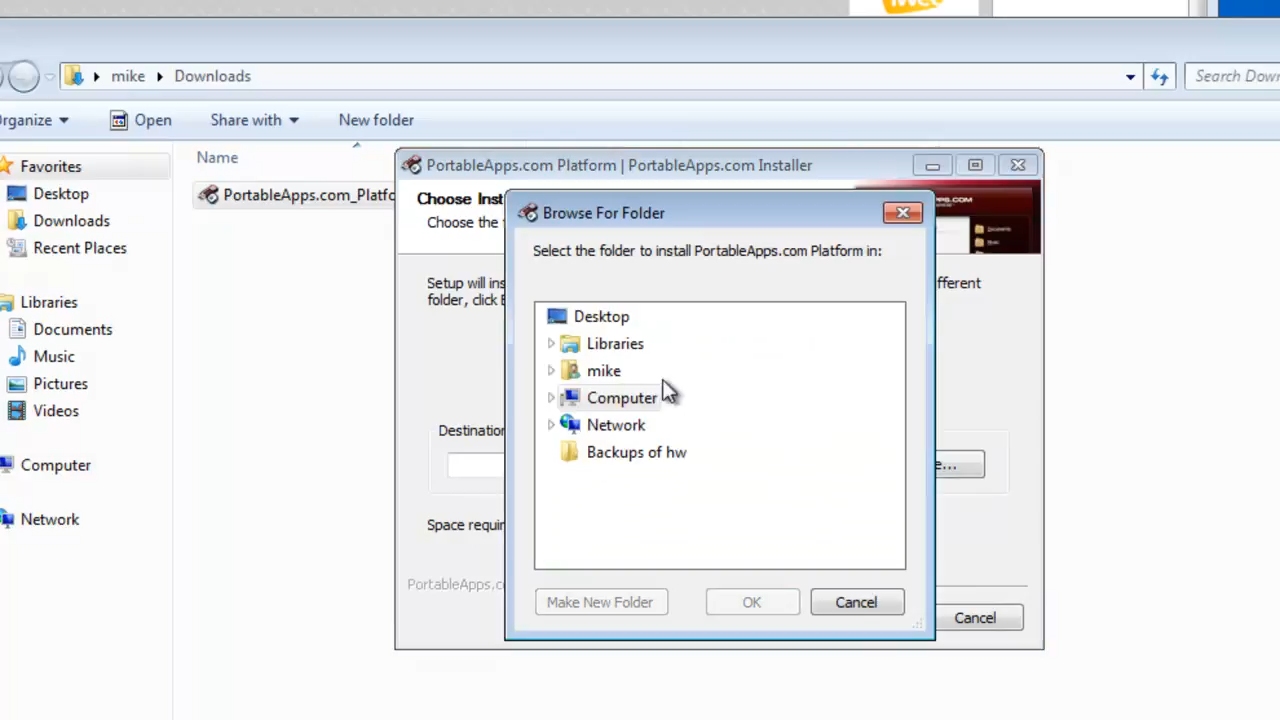 mike
Downloads
Search Down
rganize
Open
Share with
New folder
Favorites
Desktop
Downloads
Recent Places
Libraries
Documents
Music
Pictures
Videos
Computer
Network
Name
PortableApps.com_Platfo
PortableApps.com Platform | PortableApps.com Installer
Choose Inst
Choose the f
Setup will ins
folder, click B
fferent
Destination
e...
Space requir
PortableApps.c
Cancel
Browse For Folder
Select the folder to install PortableApps.com Platform in:
Desktop
Libraries
mike
Computer
Network
Backups of hw
Make New Folder
OK
Cancel